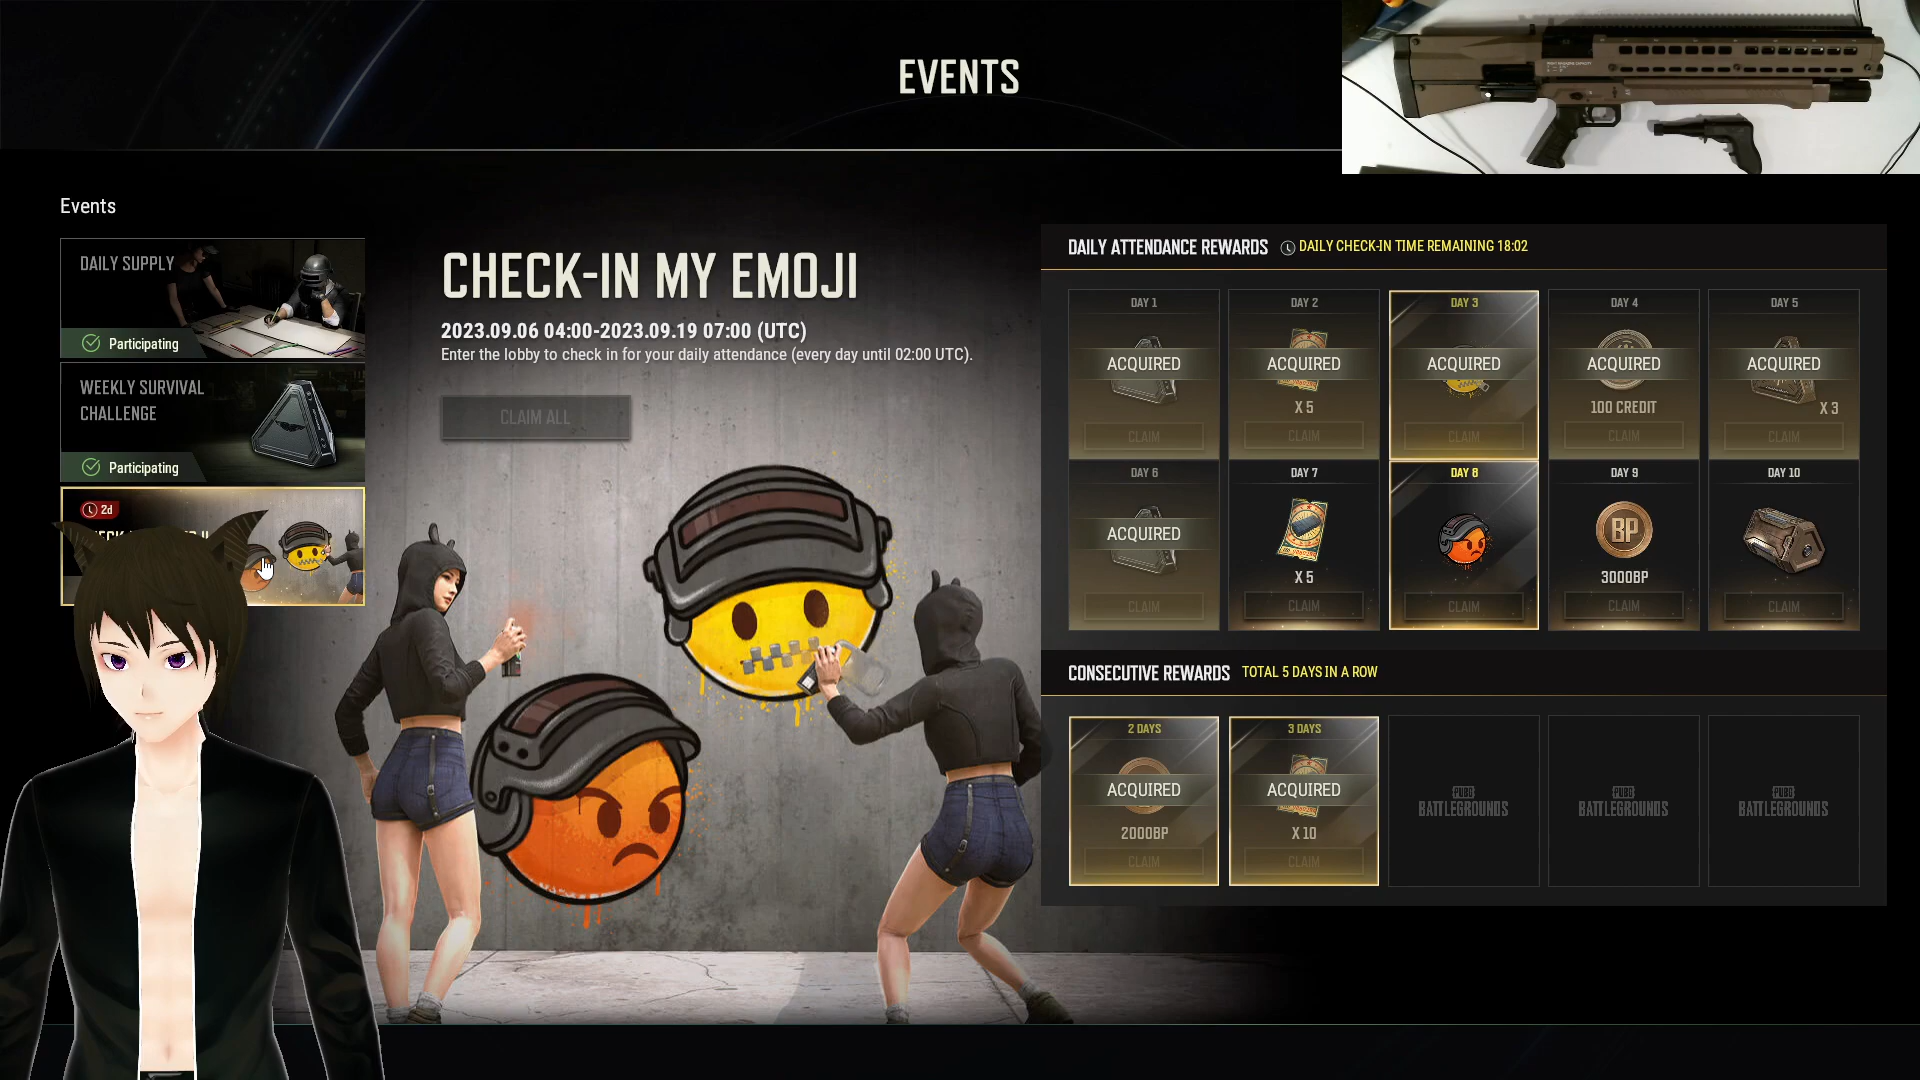 EVENTS
Events
DAILY SUPPLY
Participating
WEEKLY SURVIVAL
CHALLENGE
Participating
2d
CHECK-IN MY EMOJI
2023.09.06 04:00-2023.09.19 07:00 (UTC)
Enter the lobby to check in for your daily attendance (every day until 02:00 UTC).
CLAIM ALL
DAILY ATTENDANCE REWARDS DAILY CHECK-IN TIME REMAINING 18:02
DAY 1 DAY 2 DAY 3 DAY 4 DAY 5
ACQUIRED ACQUIRED ACQUIRED ACQUIRED ACQUIRED
X 5 100 CREDIT X 3
CLAIM CLAIM CLAIM CLAIM CLAIM
DAY 6 DAY 7 DAY 8 DAY 9 DAY 10
ACQUIRED BP
X 5 3000BP
CLAIM CLAIM CLAIM CLAIM CLAIM
CONSECUTIVE REWARDS TOTAL 5 DAYS IN A ROW
2 DAYS 3 DAYS
ACQUIRED ACQUIRED
PUBG PUBG PUBG
BATTLEGROUNDS BATTLEGROUNDS BATTLEGROUNDS
2000BP X 10
CLAIM CLAIM